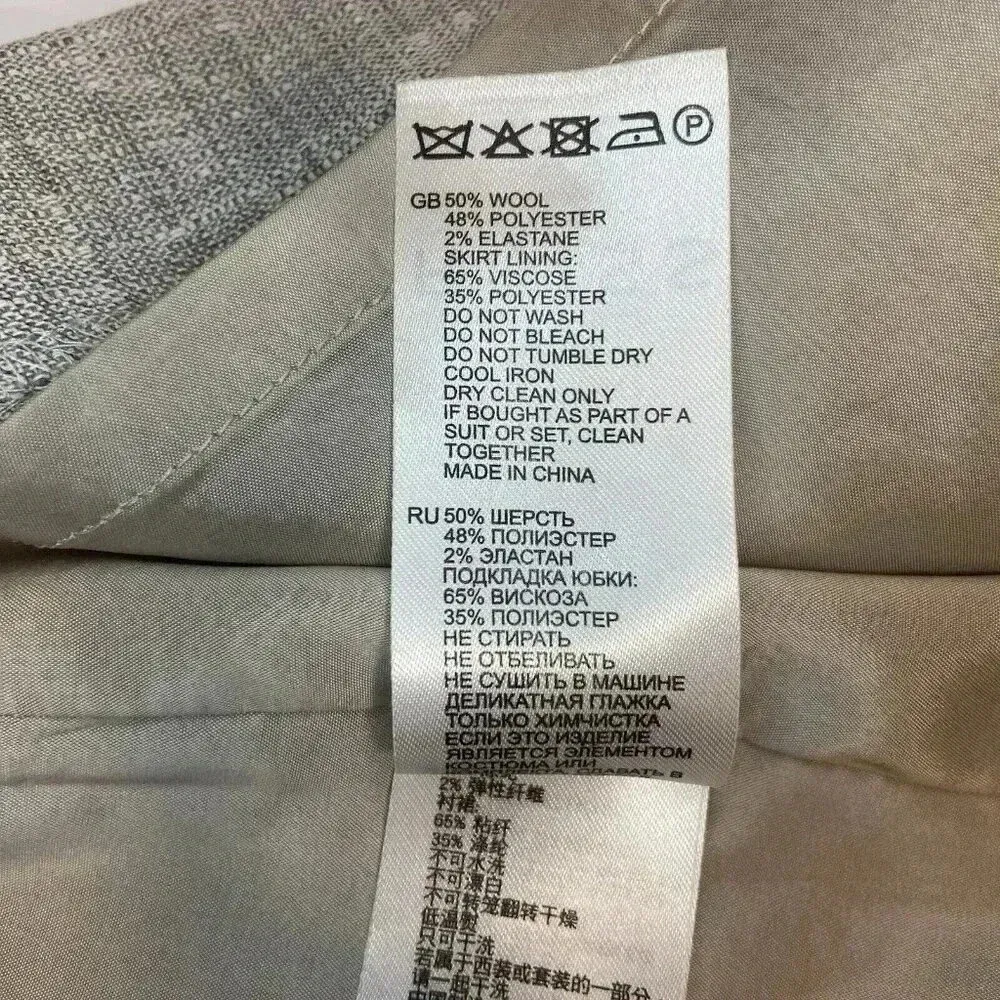 P
GB 50% WOOL
48% POLYESTER
2% ELASTANE
SKIRT LINING:
65% VISCOSE
35% POLYESTER
DO NOT WASH
DO NOT BLEACH
DO NOT TUMBLE DRY
COOL IRON
DRY CLEAN ONLY
IF BOUGHT AS PART OF A
SUIT OR SET, CLEAN
TOGETHER
MADE IN CHINA
RU 50% ШЕРСТЬ
48% ПОЛИЭСТЕР
2% ЭЛАСТАН
ПОДКЛАДКА ЮБКИ:
65% ВИСКОЗА
35% ПОЛИЭСТЕР
НЕ СТИРАТЬ
НЕ ОТБЕЛИВАТЬ
НЕ СУШИТЬ В МАШИНЕ
ДЕЛИКАТНАЯ ГЛАЖКА
ТОЛЬКО ХИМЧИСТКА
ЕСЛИ ЭТО ИЗДЕЛИЕ
ЯВЛЯЕТСЯ ЭЛЕМЕНТОМ
КОСТЮМА ИЛИ
СДАВАТЬ В
2% 弹性纤维
衬裙:
65% 粘纤
35% 涤纶
不可水洗
不可漂白
不可转笼翻转干燥
低温熨
只可干洗
若属于西装或套装的一部分
请一起干洗